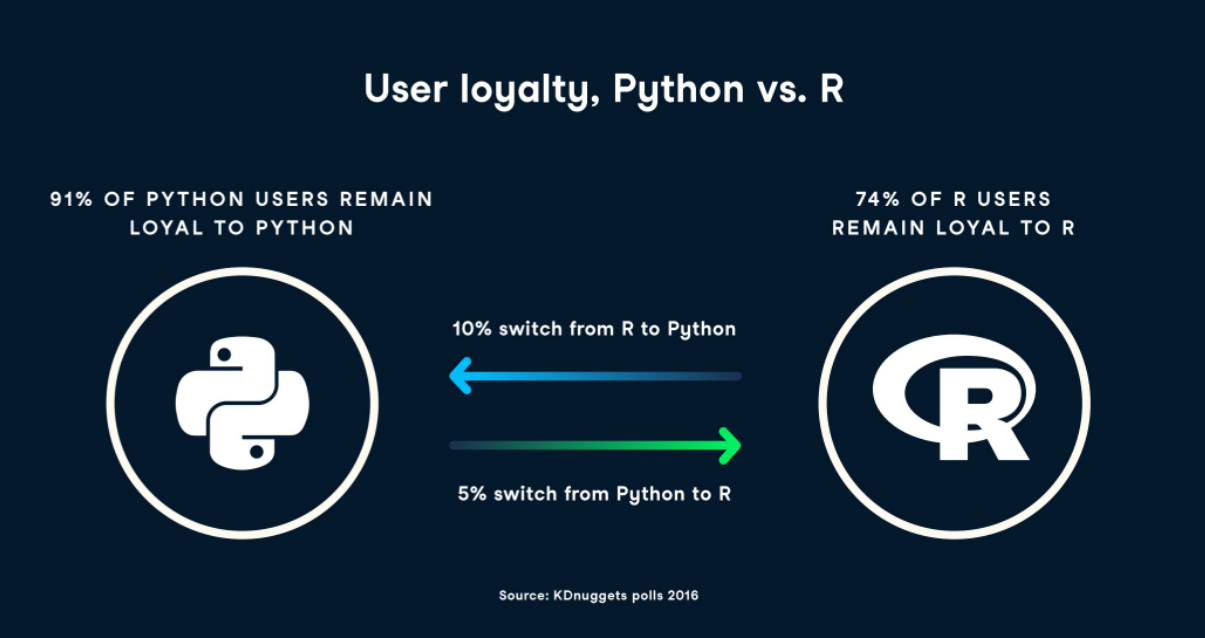 User loyalty, Python vs. R
91% OF PYTHON USERS REMAIN
LOYAL TO PYTHON
74% OF R USERS
REMAIN LOYAL TO R
10% switch from R to Python
5% switch from Python to R
R
Source: KDnuggets polls 2016